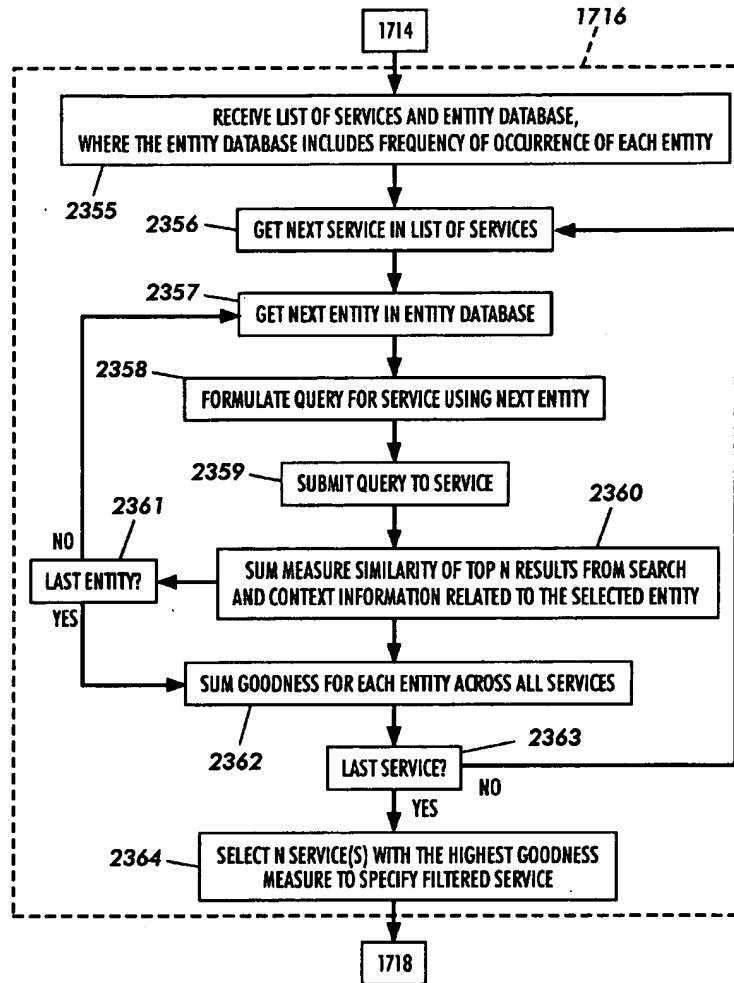 1714
1716
RECEIVE LIST OF SERVICES AND ENTITY DATABASE,
WHERE THE ENTITY DATABASE INCLUDES FREQUENCY OF OCCURRENCE OF EACH ENTITY
2355
2356
GET NEXT SERVICE IN LIST OF SERVICES
2357
GET NEXT ENTITY IN ENTITY DATABASE
2358
FORMULATE QUERY FOR SERVICE USING NEXT ENTITY
2359
SUBMIT QUERY TO SERVICE
2361
2360
NO
LAST ENTITY?
YES
SUM MEASURE SIMILARITY OF TOP N RESULTS FROM SEARCH
AND CONTEXT INFORMATION RELATED TO THE SELECTED ENTITY
SUM GOODNESS FOR EACH ENTITY ACROSS ALL SERVICES
2362
2363
LAST SERVICE?
NO
YES
2364
SELECT N SERVICE(S) WITH THE HIGHEST GOODNESS
MEASURE TO SPECIFY FILTERED SERVICE
1718